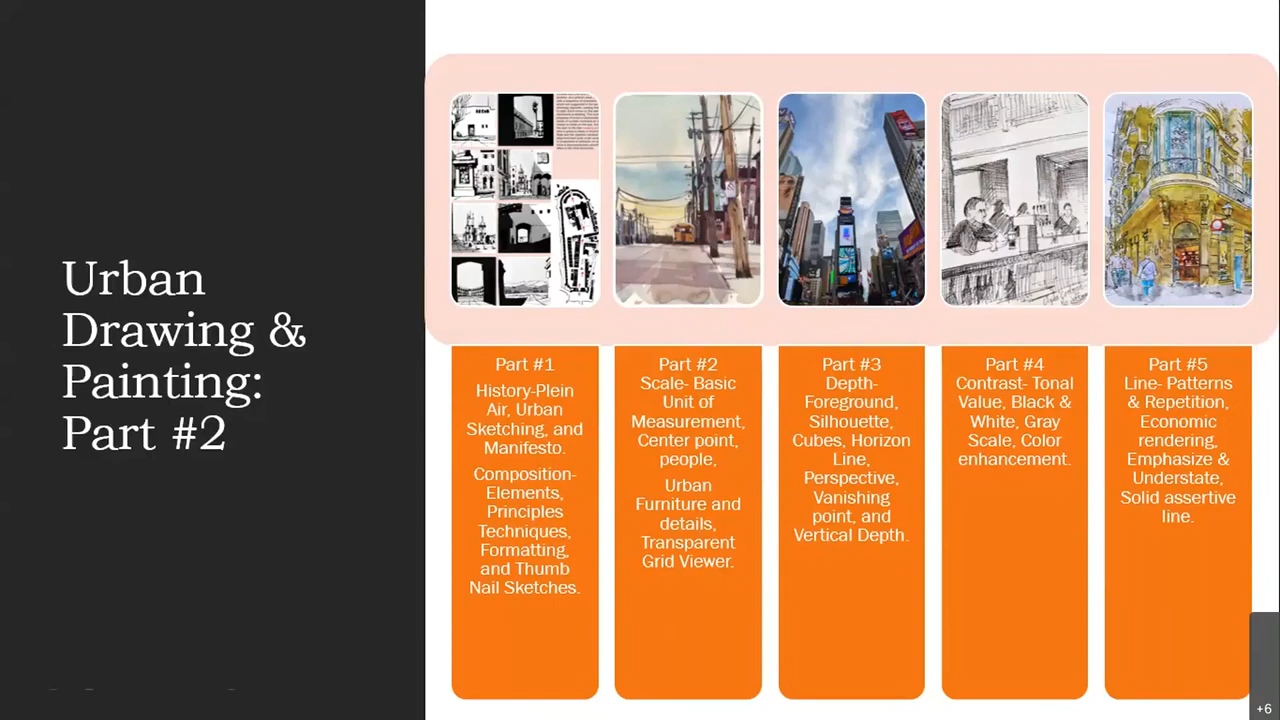 Urban
Drawing &
Painting:
Part #2
Part #1
History-Plein
Air, Urban
Sketching, and
Manifesto.
Composition-
Elements,
Principles
Techniques,
Formatting,
and Thumb
Nail Sketches.
Part #2
Scale- Basic
Unit of
Measurement,
Center point,
people,
Urban
Furniture and
details,
Transparent
Grid Viewer.
Part #3
Depth-
Foreground,
Silhouette,
Cubes, Horizon
Line,
Perspective,
Vanishing
point, and
Vertical Depth.
Part #4
Contrast- Tonal
Value, Black &
White, Gray
Scale, Color
enhancement.
Part #5
Line- Patterns
& Repetition,
Economic
rendering,
Emphasize &
Understate,
Solid assertive
line.
+6